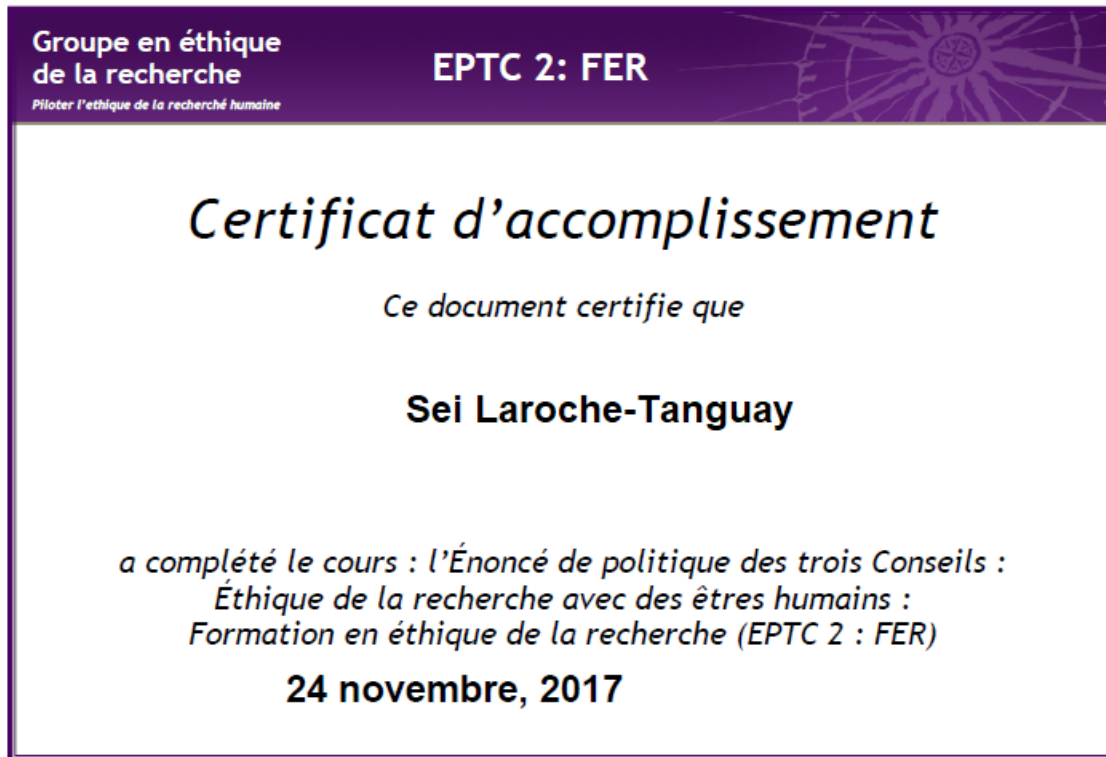 Groupe en éthique
de la recherche
Piloter l'ethique de la recherché humaine
EPTC 2: FER
Certificat d'accomplissement
Ce document certifie que
Sei Laroche-Tanguay
a complété le cours : l'Énoncé de politique des trois Conseils :
Éthique de la recherche avec des êtres humains :
Formation en éthique de la recherche (EPTC 2 : FER)
24 novembre, 2017